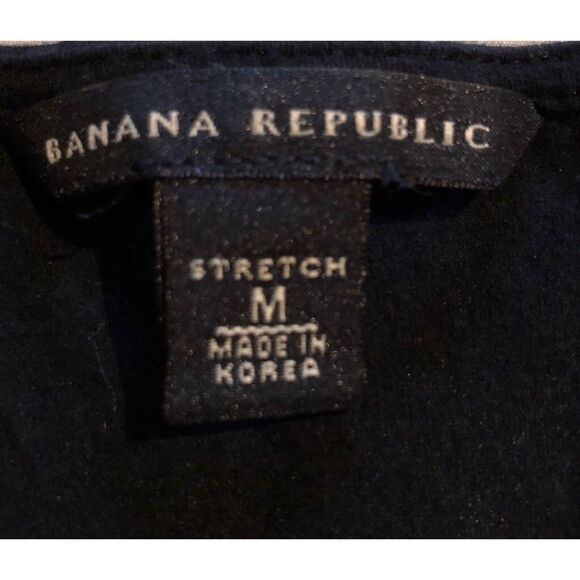 BANANA REPUBLIC
STRETCH
M
MADE IN
KOREA